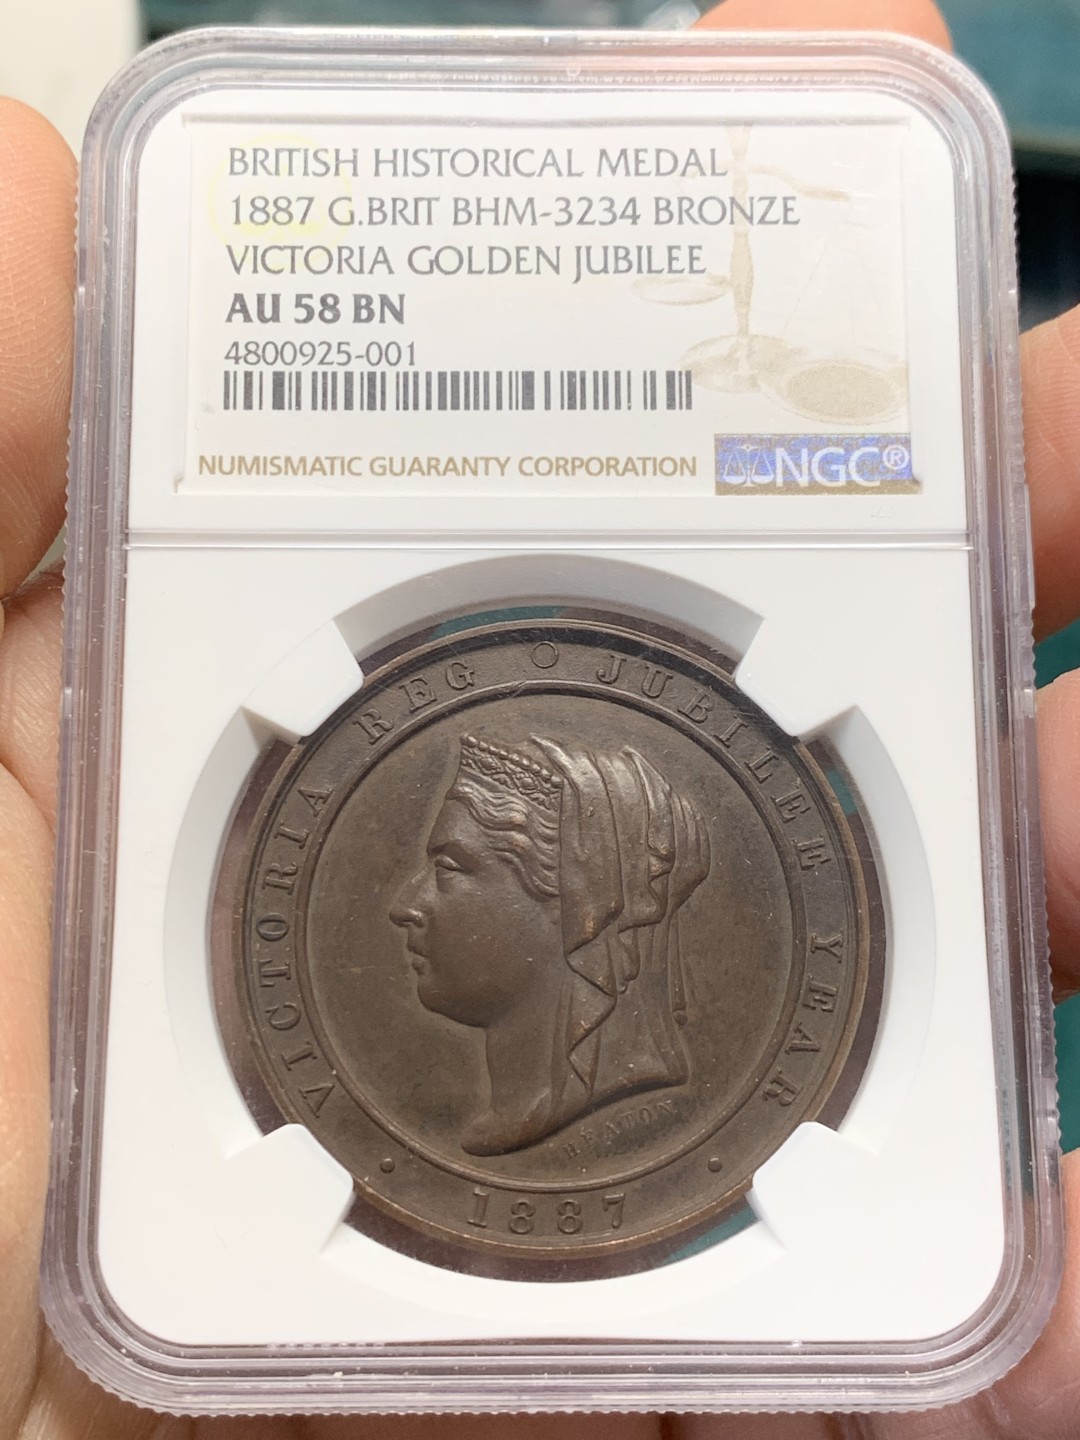 BRITISH HISTORICAL MEDAL
1887 G.BRIT BHM-3234 BRONZE
VICTORIA GOLDEN JUBILEE
AU 58 BN
4800925-001
NUMISMATIC GUARANTY CORPORATION
NGC®
VICTORIA REG JUBILEE YEAR
HEATON
1887